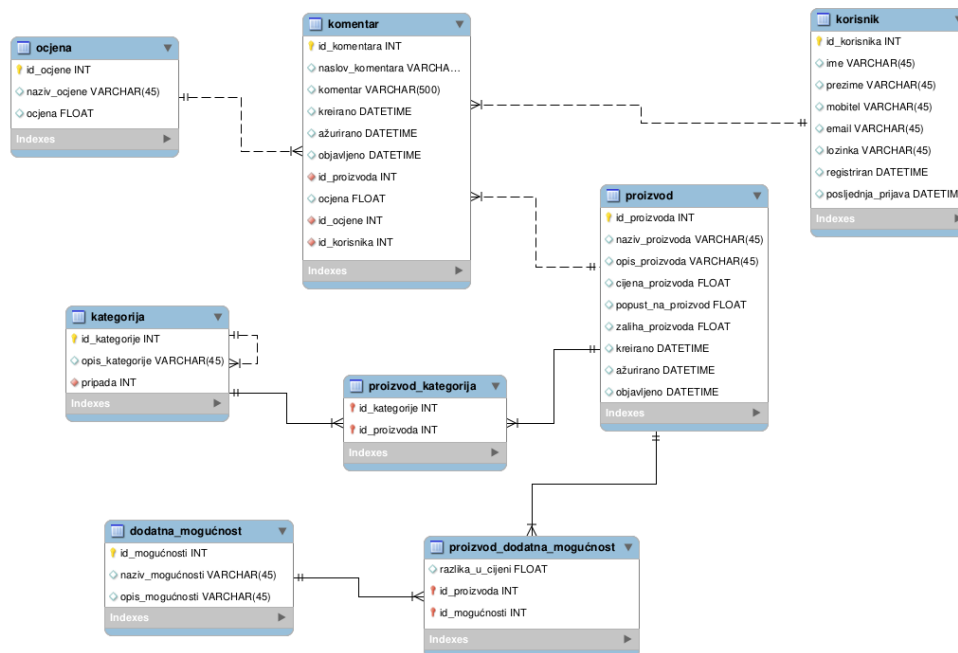 ocjena
id_ocjene INT
naziv_ocjene VARCHAR(45)
ocjena FLOAT
Indexes
komentar
id_komentara INT
naslov_komentara VARCHA...
komentar VARCHAR(500)
kreirano DATETIME
ažurirano DATETIME
objavljeno DATETIME
id_proizvoda INT
ocjena FLOAT
id_ocjene INT
id_korisnika INT
Indexes
korisnik
id_korisnika INT
ime VARCHAR(45)
prezime VARCHAR(45)
mobitel VARCHAR(45)
email VARCHAR(45)
lozinka VARCHAR(45)
registriran DATETIME
posljednja_prijava DATETIM
Indexes
proizvod
id_proizvoda INT
naziv_proizvoda VARCHAR(45)
opis_proizvoda VARCHAR(45)
cijena_proizvoda FLOAT
popust_na_proizvod FLOAT
zaliha_proizvoda FLOAT
kreirano DATETIME
ažurirano DATETIME
objavljeno DATETIME
Indexes
kategorija
id_kategorije INT
opis_kategorije VARCHAR(45)
pripada INT
Indexes
proizvod_kategorija
id_kategorije INT
id_proizvoda INT
Indexes
dodatna_mogućnost
id_mogućnosti INT
naziv_mogućnosti VARCHAR(45)
opis_mogućnosti VARCHAR(45)
Indexes
proizvod_dodatna_mogućnost
razlika_u_cijeni FLOAT
id_proizvoda INT
id_mogućnosti INT
Indexes